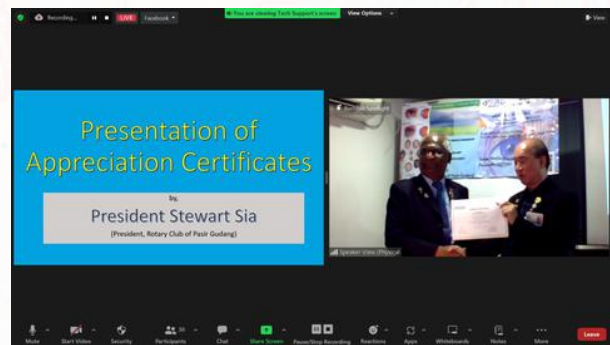 Recording...
LIVE
Facebook
You are viewing Tech Support's screen
View Options
View
Presentation of
Appreciation Certificates
by,
President Stewart Sia
(President, Rotary Club of Pasir Gudang)
Speaker View (Physical
Mute
Start Video
Security
Participants
Chat
Share Screen
Pause/Stop Recording
Reactions
Apps
Whiteboards
Notes
More
Leave